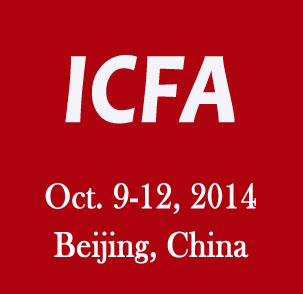 ICFA
Oct. 9-12, 2014
Beijing, China